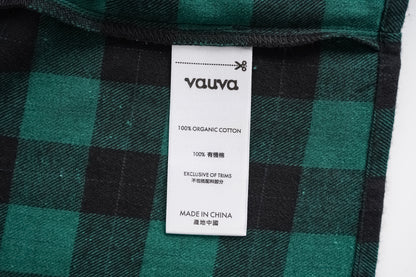 vauva
100% ORGANIC COTTON
100% 有機棉
EXCLUSIVE OF TRIMS
不包括配料部分
MADE IN CHINA
產地中國